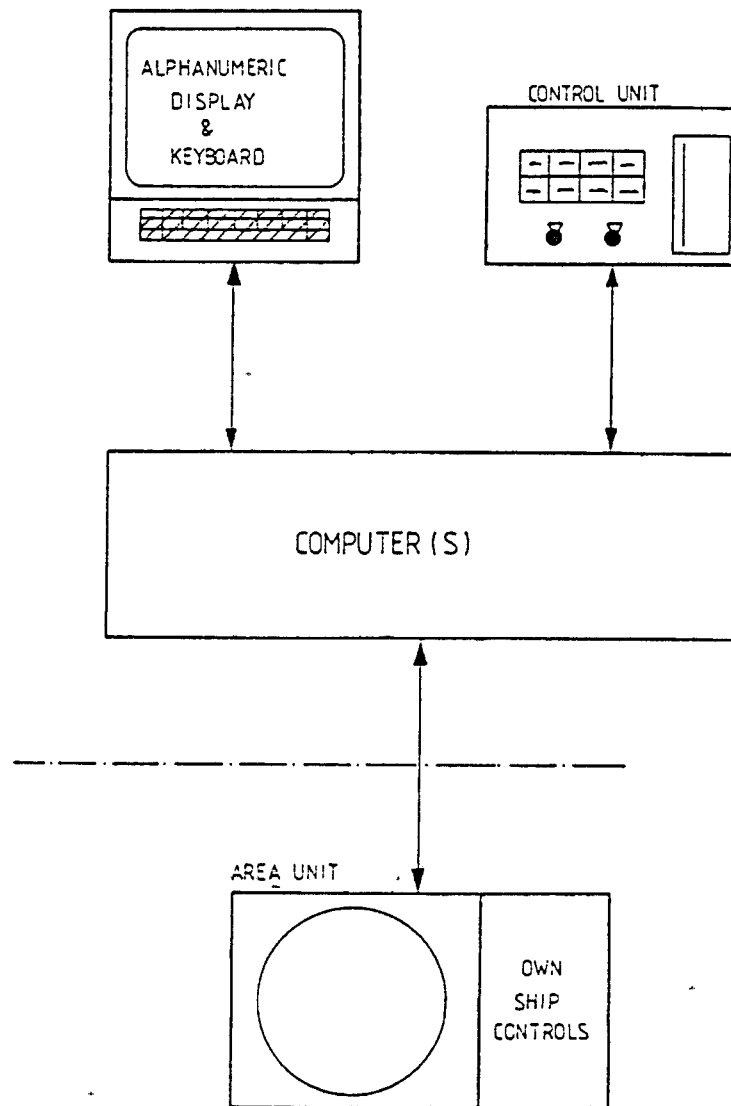 ALPHANUMERIC
DISPLAY
&
KEYBOARD
CONTROL UNIT
COMPUTER(S)
AREA UNIT
OWN
SHIP
CONTROLS